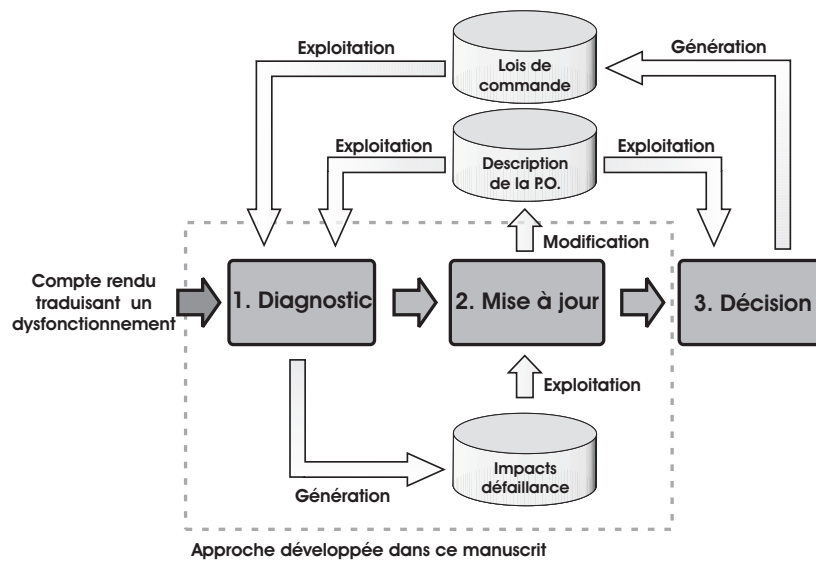 Exploitation
Lois de
commande
Génération
Exploitation
Description
de la P.O.
Exploitation
Modification
Compte rendu
traduisant un
dysfonctionnement
1. Diagnostic
2. Mise à jour
3. Décision
Exploitation
Génération
Impacts
défaillance
Approche développée dans ce manuscrit